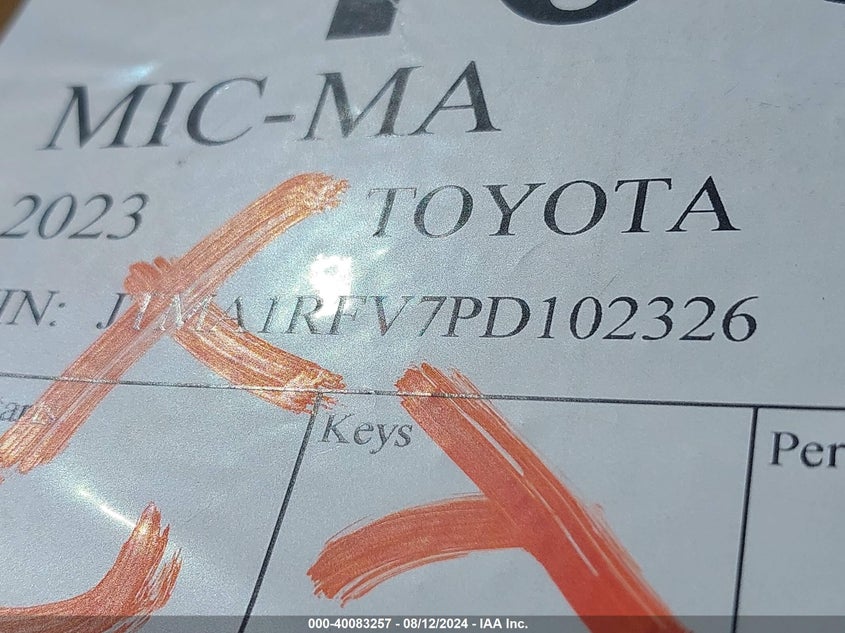 MIC-MA
2023 TOYOTA
IN: JTMA1RFV7PD102326
Keys
Per
000-40083257 - 08/12/2024 - IAA Inc.